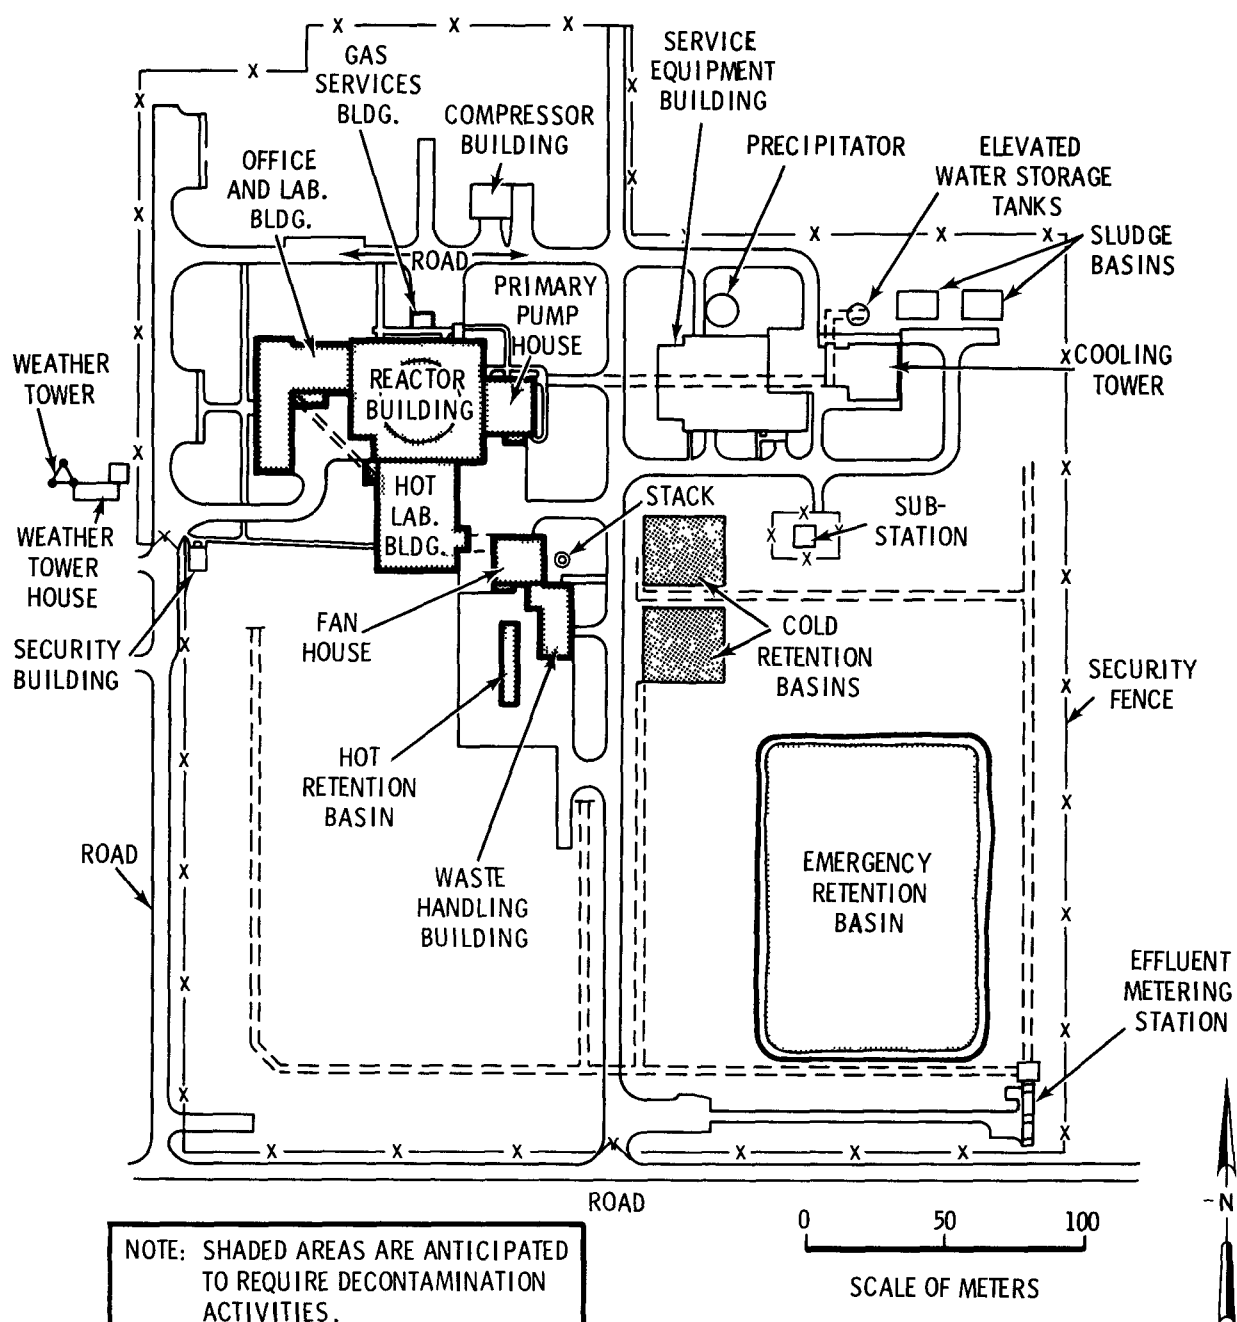 GAS
SERVICES
BLDG.
SERVICE
EQUIPMENT
BUILDING
COMPRESSOR
BUILDING
PRECIPITATOR
ELEVATED
WATER STORAGE
TANKS
OFFICE
AND LAB.
BLDG.
SLUDGE
BASINS
ROAD
PRIMARY
PUMP
HOUSE
WEATHER
TOWER
REACTOR
BUILDING
COOLING
TOWER
HOT
LAB.
BLDG.
STACK
SUB-
STATION
WEATHER
TOWER
HOUSE
SECURITY
BUILDING
FAN
HOUSE
COLD
RETENTION
BASINS
SECURITY
FENCE
HOT
RETENTION
BASIN
ROAD
WASTE
HANDLING
BUILDING
EMERGENCY
RETENTION
BASIN
EFFLUENT
METERING
STATION
ROAD
N
0 50 100
SCALE OF METERS
NOTE: SHADED AREAS ARE ANTICIPATED
TO REQUIRE DECONTAMINATION
ACTIVITIES.